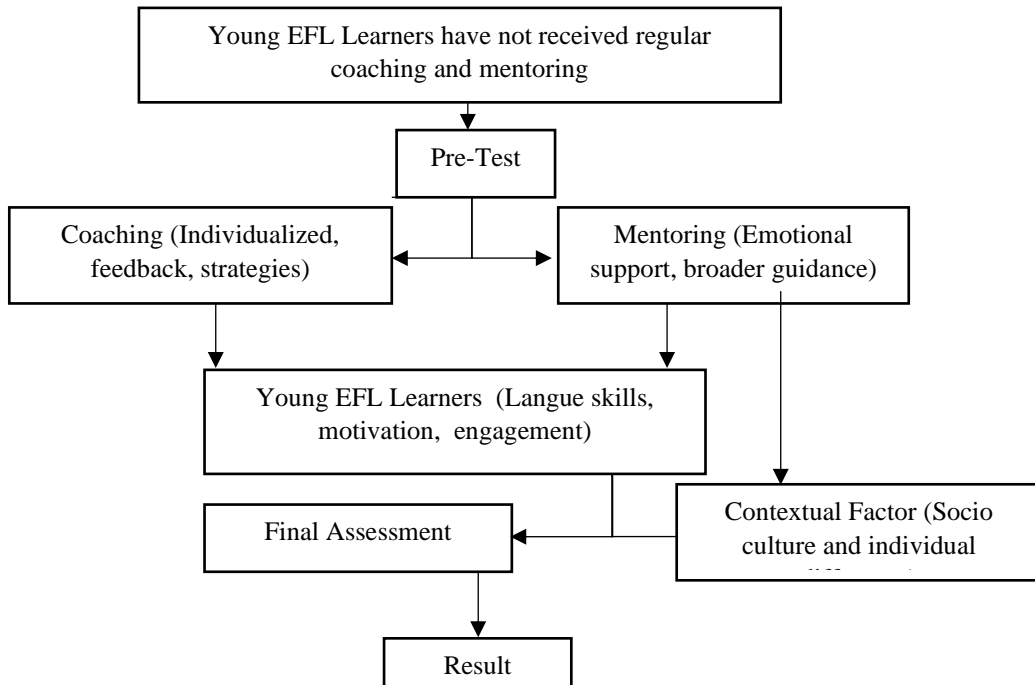 Young EFL Learners have not received regular
coaching and mentoring
Pre-Test
Coaching (Individualized,
feedback, strategies)
Mentoring (Emotional
support, broader guidance)
Young EFL Learners (Langue skills,
motivation, engagement)
Final Assessment
Contextual Factor (Socio
culture and individual
Result